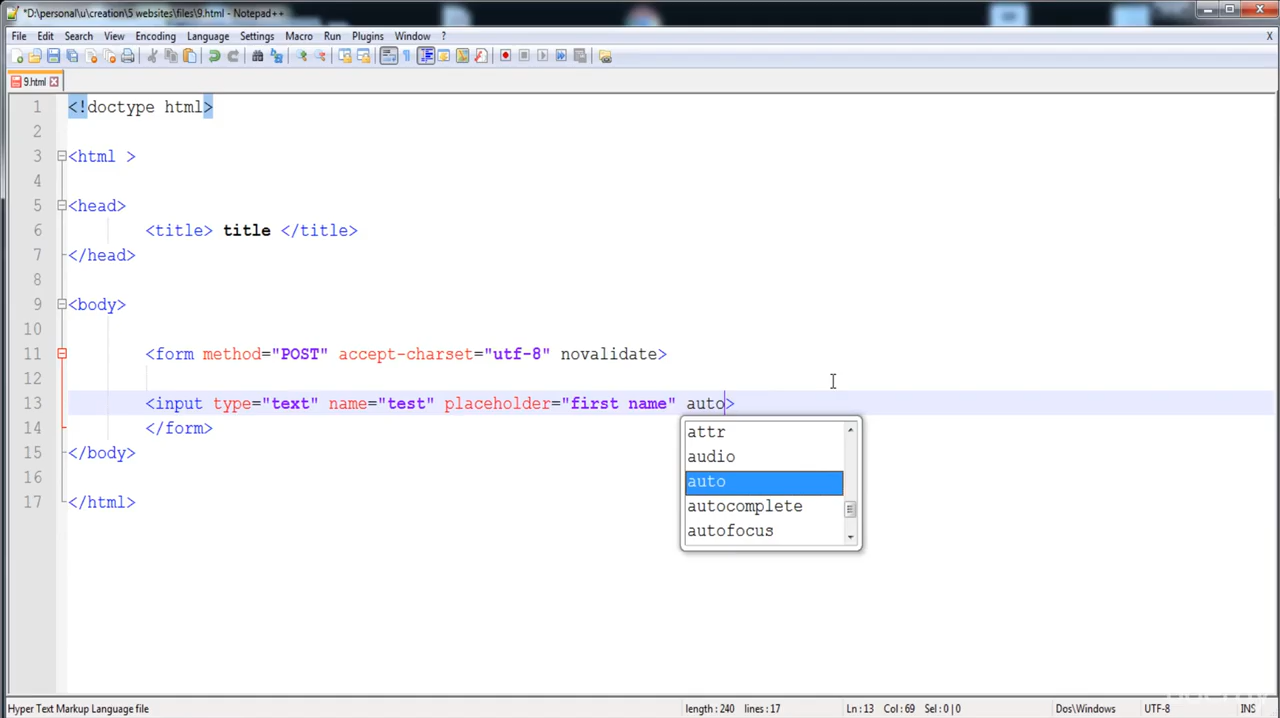 *D:\personal\u\creation\5 websites\files\9.html - Notepad++
File Edit Search View Encoding Language Settings Macro Run Plugins Window ? X
9.html
1 <!doctype html>
2
3 <html >
4
5 <head>
6 <title> title </title>
7 </head>
8
9 <body>
10
11 <form method="POST" accept-charset="utf-8" novalidate>
12
13 <input type="text" name="test" placeholder="first name" auto>
14 </form>
15 </body>
16
17 </html>
attr
audio
auto
autocomplete
autofocus
Hyper Text Markup Language file length : 240 lines : 17 Ln : 13 Col : 69 Sel : 0 | 0 Dos\Windows UTF-8 INS